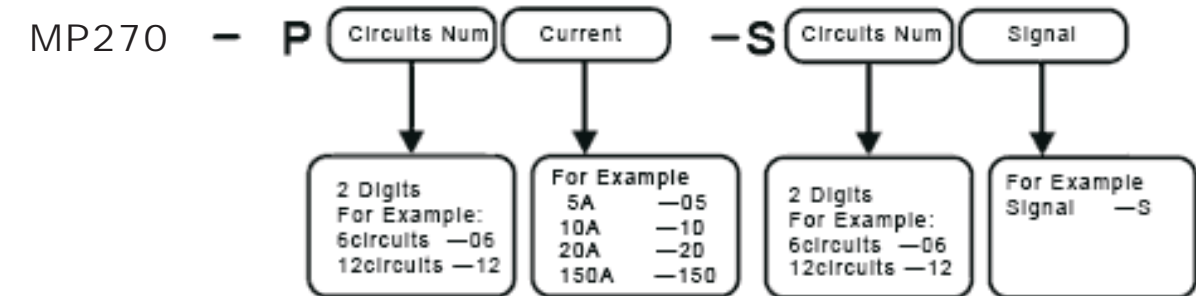 MP270 - P Circuits Num Current -S Circuits Num Signal
2 Digits
For Example:
6circuits —06
12circuits —12
For Example
5A —05
10A —10
20A —20
150A —150
2 Digits
For Example:
6circuits —06
12circuits —12
For Example
Signal —S